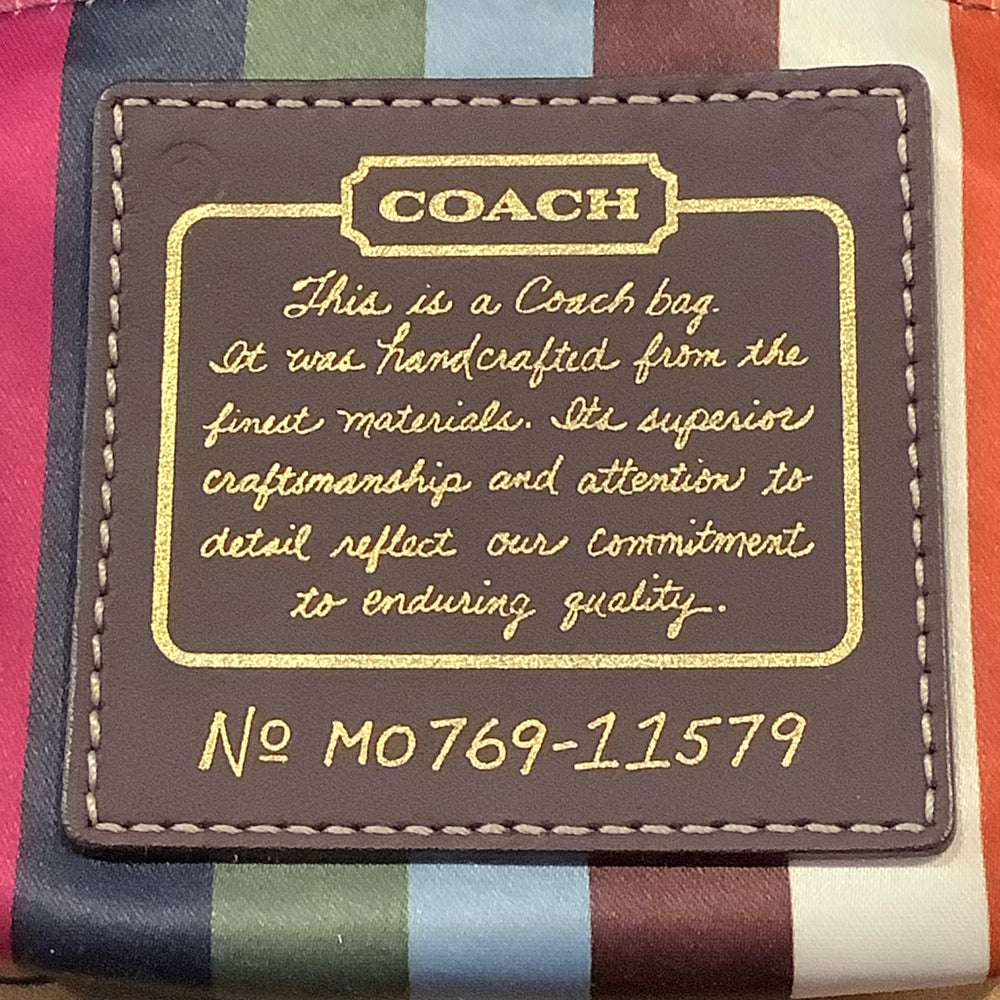 COACH
This is a Coach bag.
It was handcrafted from the
finest materials. Its superior
craftsmanship and attention to
detail reflect our commitment
to enduring quality.
Nº MO769-11579